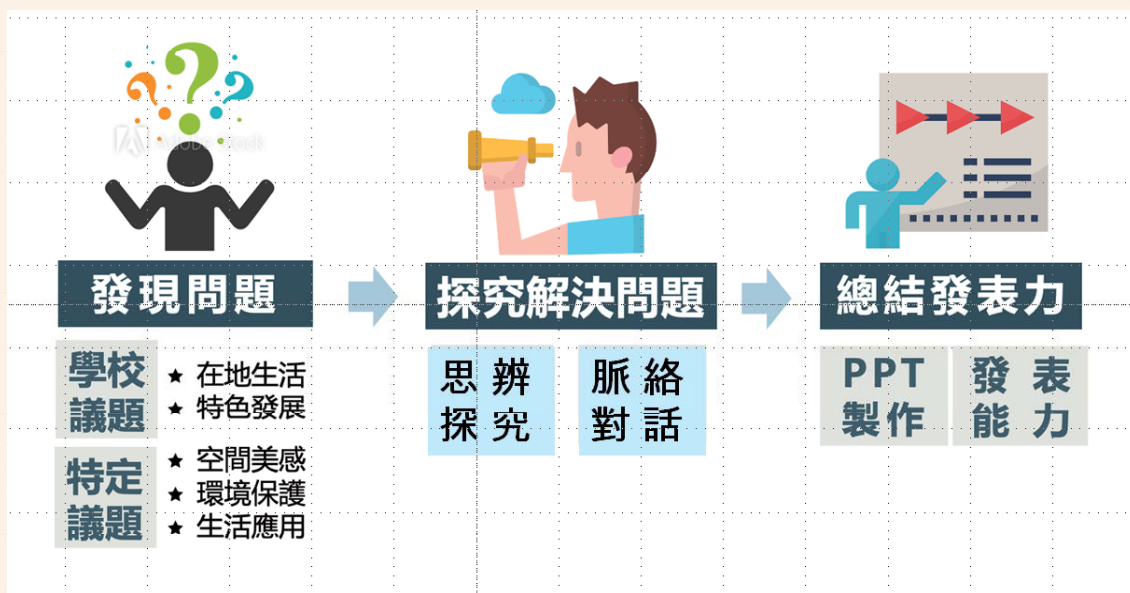 Adobe Stock
發現問題
探究解決問題
總結發表力
學校
議題
★ 在地生活
★ 特色發展
特定
議題
★ 空間美感
★ 環境保護
★ 生活應用
思辨
探究
脈絡
對話
PPT
製作
發表
能力